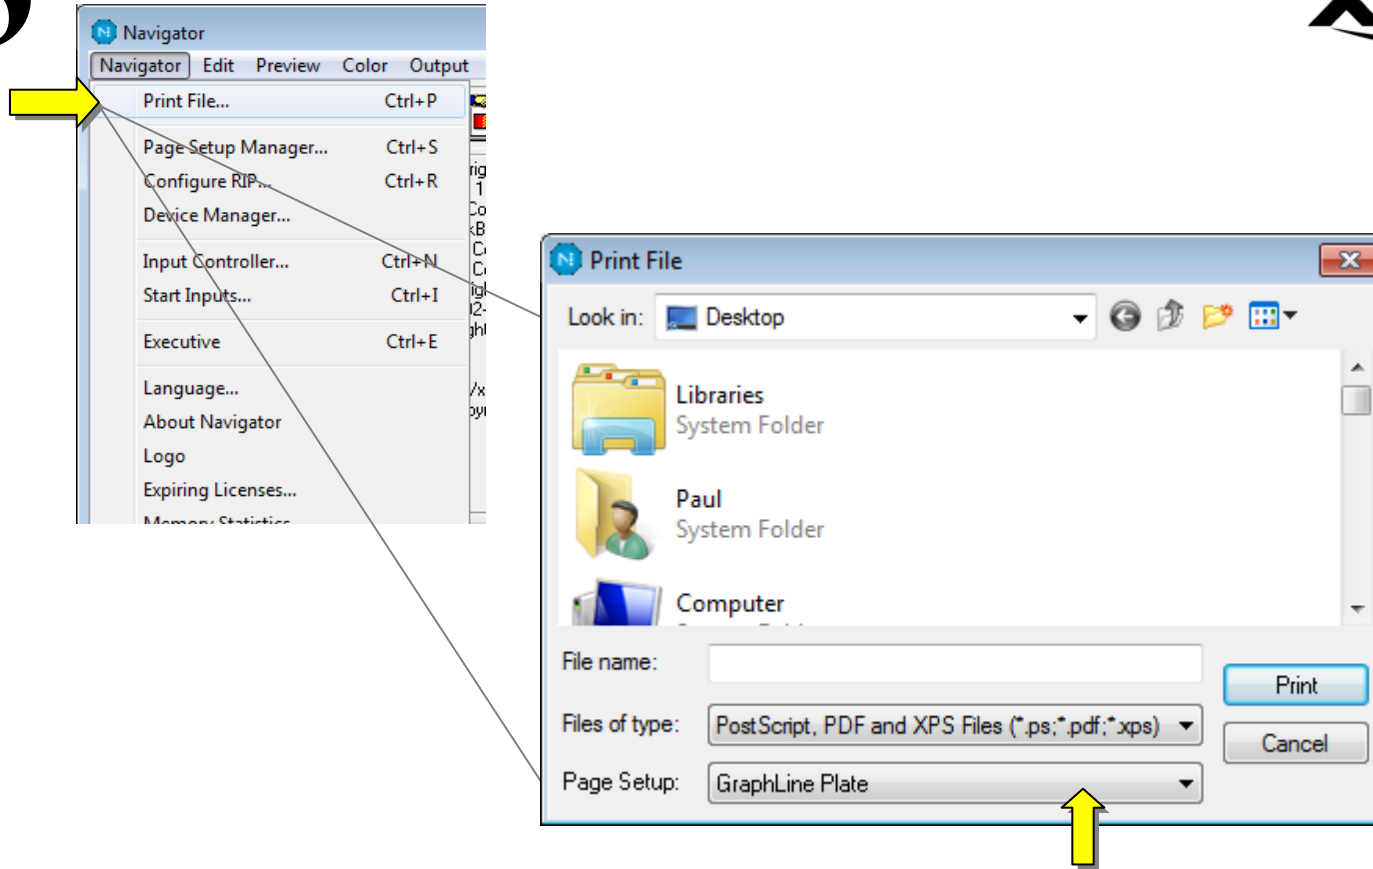 Navigator
Navigator Edit Preview Color Output
Print File... Ctrl+P
Page Setup Manager... Ctrl+S
Configure RIP... Ctrl+R
Device Manager...
Input Controller... Ctrl+N
Start Inputs... Ctrl+I
Executive Ctrl+E
Language...
About Navigator
Logo
Expiring Licenses...
Memory Statistics
Print File
Look in: Desktop
Libraries
System Folder
Paul
System Folder
Computer
File name:
Print
Files of type: PostScript, PDF and XPS Files (*.ps;*.pdf;*.xps)
Cancel
Page Setup: GraphLine Plate